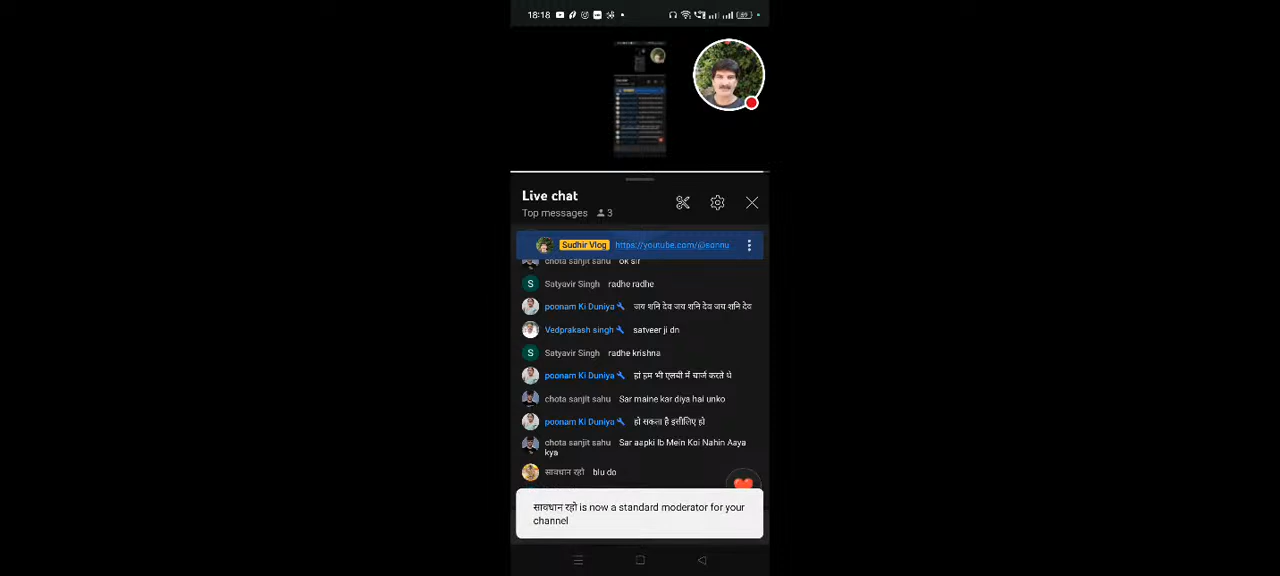 18:18
Live chat
Top messages 3
Sudhir Vlog https://youtube.com/@sannu
chota sanjit sahu ok sir
S Satyavir Singh radhe radhe
poonam Ki Duniya जय शनि देव जय शनि देव जय शनि देव
Vedprakash singh satveer ji dn
S Satyavir Singh radhe krishna
poonam Ki Duniya हां हम भी एलबी में चार्ज करते थे
chota sanjit sahu Sar maine kar diya hai unko
poonam Ki Duniya हो सकता है इसीलिए हो
chota sanjit sahu Sar aapki lb Mein Koi Nahin Aaya
kya
सावधान रहो blu do
सावधान रहो is now a standard moderator for your
channel